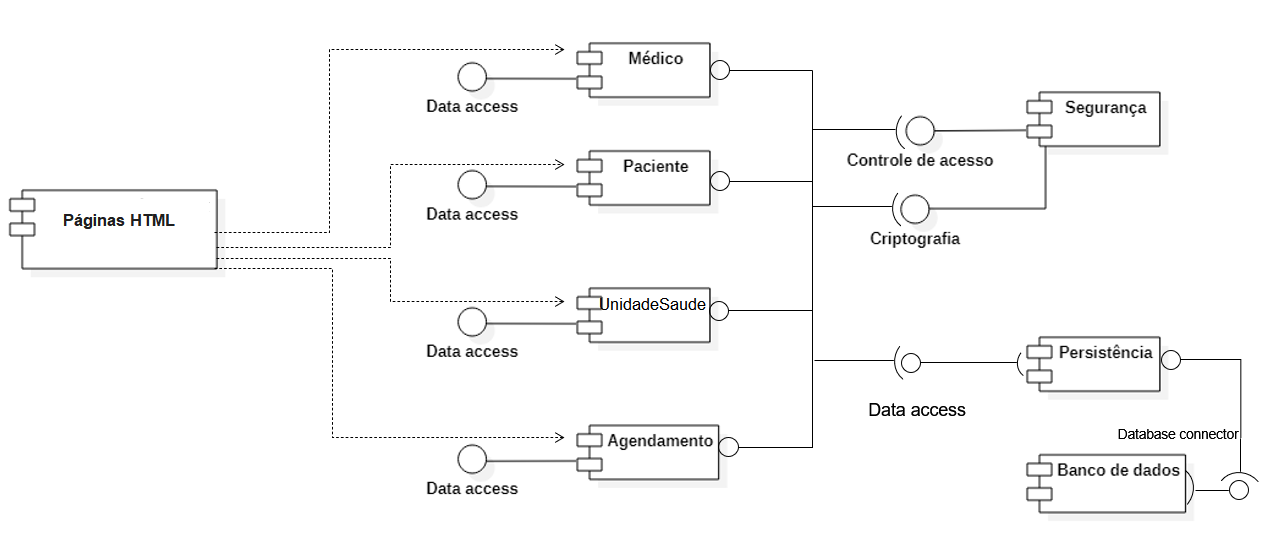 Médico
Data access
Segurança
Controle de acesso
Paciente
Data access
Páginas HTML
Criptografia
UnidadeSaude
Data access
Persistência
Data access
Database connector
Agendamento
Data access
Banco de dados